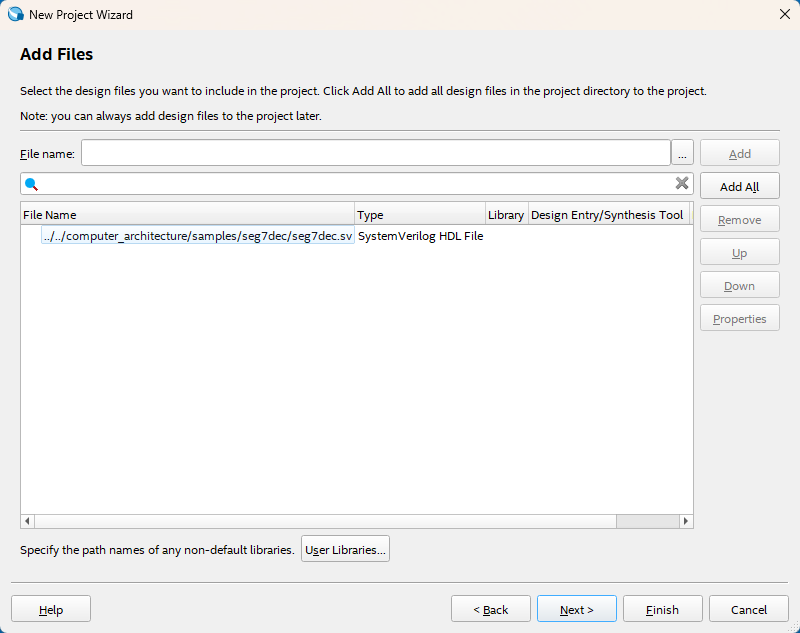 New Project Wizard
Add Files
Select the design files you want to include in the project. Click Add All to add all design files in the project directory to the project.
Note: you can always add design files to the project later.
File name: ... Add
Add All
File Name Type Library Design Entry/Synthesis Tool
../../computer_architecture/samples/seg7dec/seg7dec.sv SystemVerilog HDL File
Remove
Up
Down
Properties
Specify the path names of any non-default libraries. User Libraries...
Help < Back Next > Finish Cancel